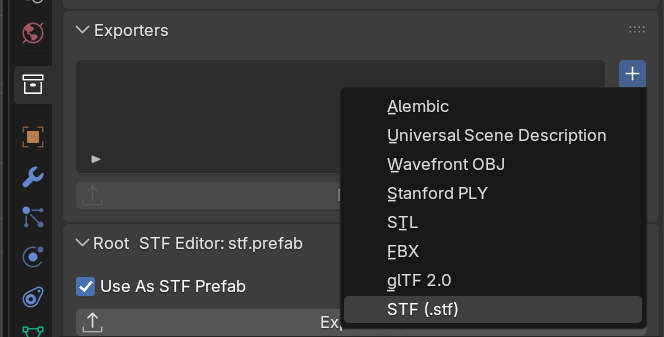 Exporters
Alembic
Universal Scene Description
Wavefront OBJ
Stanford PLY
STL
FBX
glTF 2.0
STF (.stf)
Root STF Editor: stf.prefab
Use As STF Prefab